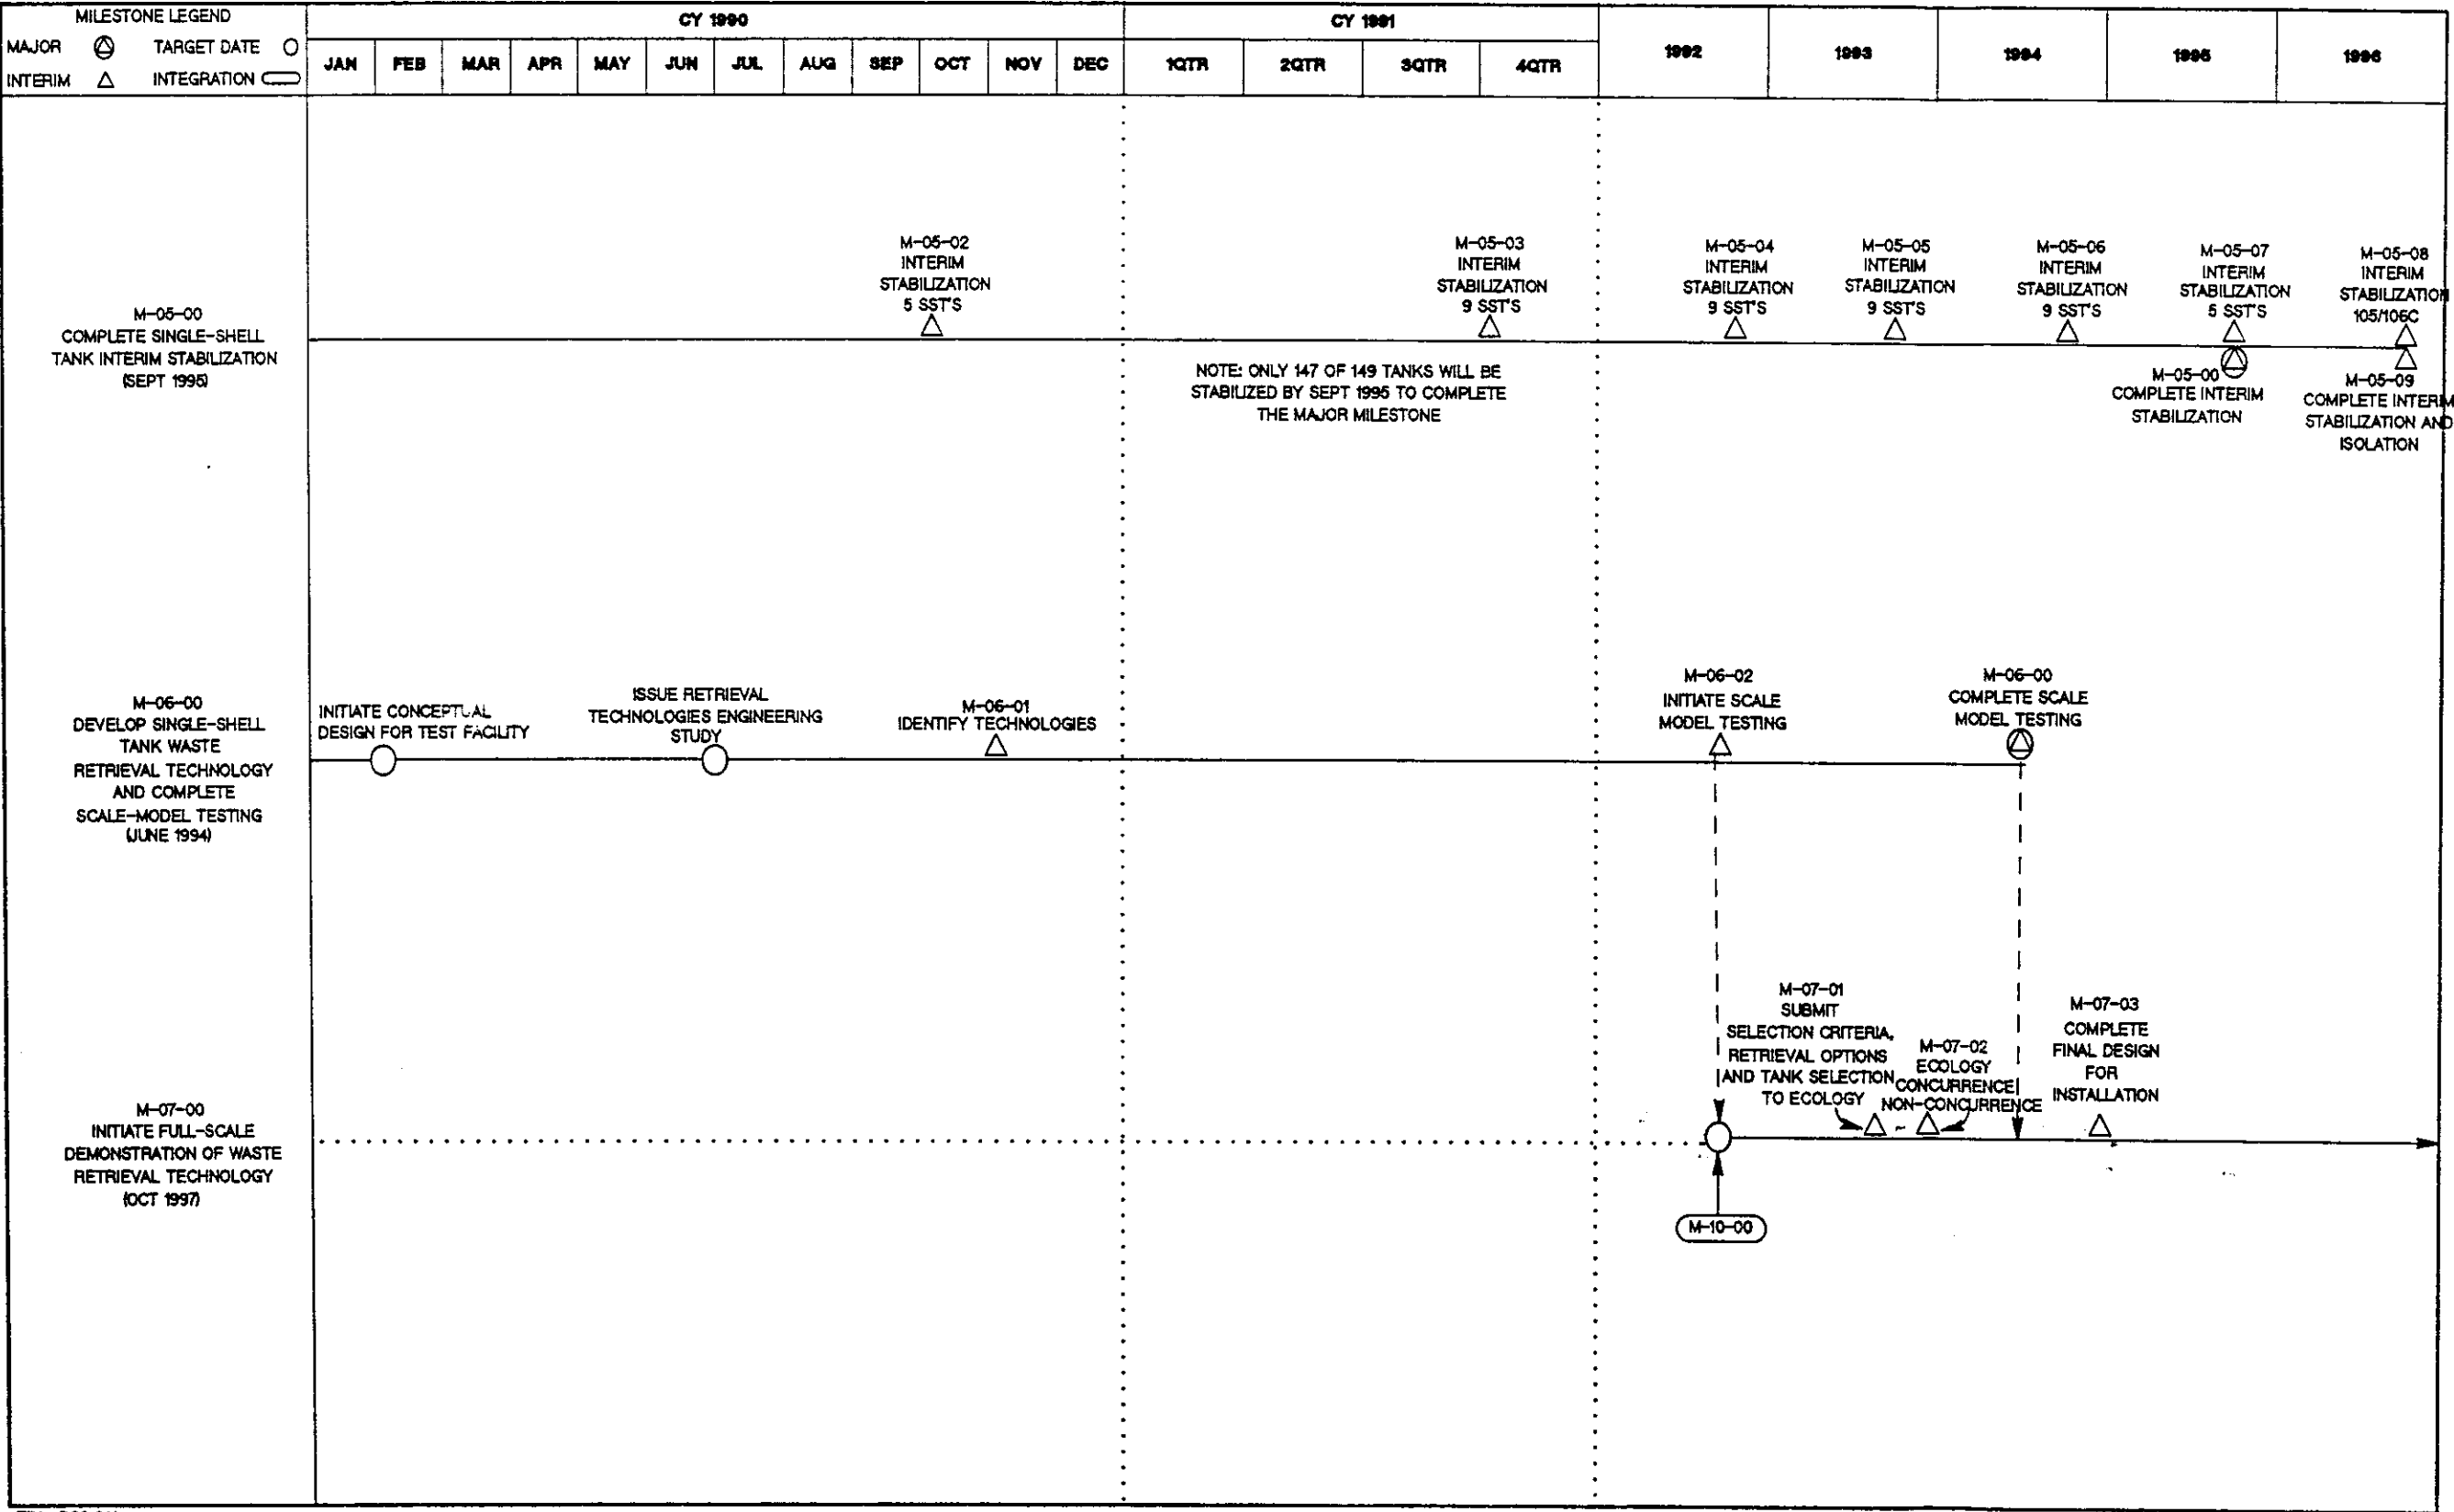 MILESTONE LEGEND
MAJOR TARGET DATE
INTERIM INTEGRATION
CY 1990
CY 1991
JAN FEB MAR APR MAY JUN JUL AUG SEP OCT NOV DEC
1QTR 2QTR 3QTR 4QTR
1992 1993 1994 1995 1996
M-05-00
COMPLETE SINGLE-SHELL
TANK INTERIM STABILIZATION
(SEPT 1995)
M-05-02
INTERIM
STABILIZATION
5 SST'S
M-05-03
INTERIM
STABILIZATION
9 SST'S
M-05-04
INTERIM
STABILIZATION
9 SST'S
M-05-05
INTERIM
STABILIZATION
9 SST'S
M-05-06
INTERIM
STABILIZATION
9 SST'S
M-05-07
INTERIM
STABILIZATION
5 SST'S
M-05-08
INTERIM
STABILIZATION
105/106C
NOTE: ONLY 147 OF 149 TANKS WILL BE
STABILIZED BY SEPT 1995 TO COMPLETE
THE MAJOR MILESTONE
M-05-00
COMPLETE INTERIM
STABILIZATION
M-05-09
COMPLETE INTERIM
STABILIZATION AND
ISOLATION
M-06-00
DEVELOP SINGLE-SHELL
TANK WASTE
RETRIEVAL TECHNOLOGY
AND COMPLETE
SCALE-MODEL TESTING
(JUNE 1994)
INITIATE CONCEPTUAL
DESIGN FOR TEST FACILITY
ISSUE RETRIEVAL
TECHNOLOGIES ENGINEERING
STUDY
M-06-01
IDENTIFY TECHNOLOGIES
M-06-02
INITIATE SCALE
MODEL TESTING
M-06-00
COMPLETE SCALE
MODEL TESTING
M-07-00
INITIATE FULL-SCALE
DEMONSTRATION OF WASTE
RETRIEVAL TECHNOLOGY
(OCT 1997)
M-07-01
SUBMIT
SELECTION CRITERIA,
RETRIEVAL OPTIONS
AND TANK SELECTION
TO ECOLOGY
M-07-02
ECOLOGY
CONCURRENCE/
NON-CONCURRENCE
M-07-03
COMPLETE
FINAL DESIGN
FOR
INSTALLATION
M-10-00